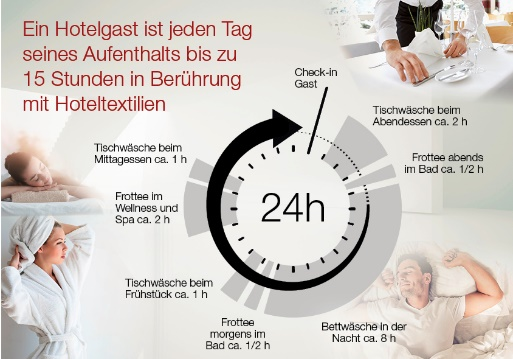 Ein Hotelgast ist jeden Tag
seines Aufenthalts bis zu
15 Stunden in Berührung
mit Hoteltextilien
Check-in
Gast
Tischwäsche beim
Abendessen ca. 2 h
Frottee abends
im Bad ca. 1/2 h
Bettwäsche in der
Nacht ca. 8 h
Frottee
morgens im
Bad ca. 1/2 h
Tischwäsche beim
Frühstück ca. 1 h
Frottee im
Wellness und
Spa ca. 2 h
Tischwäsche beim
Mittagessen ca. 1 h
24h